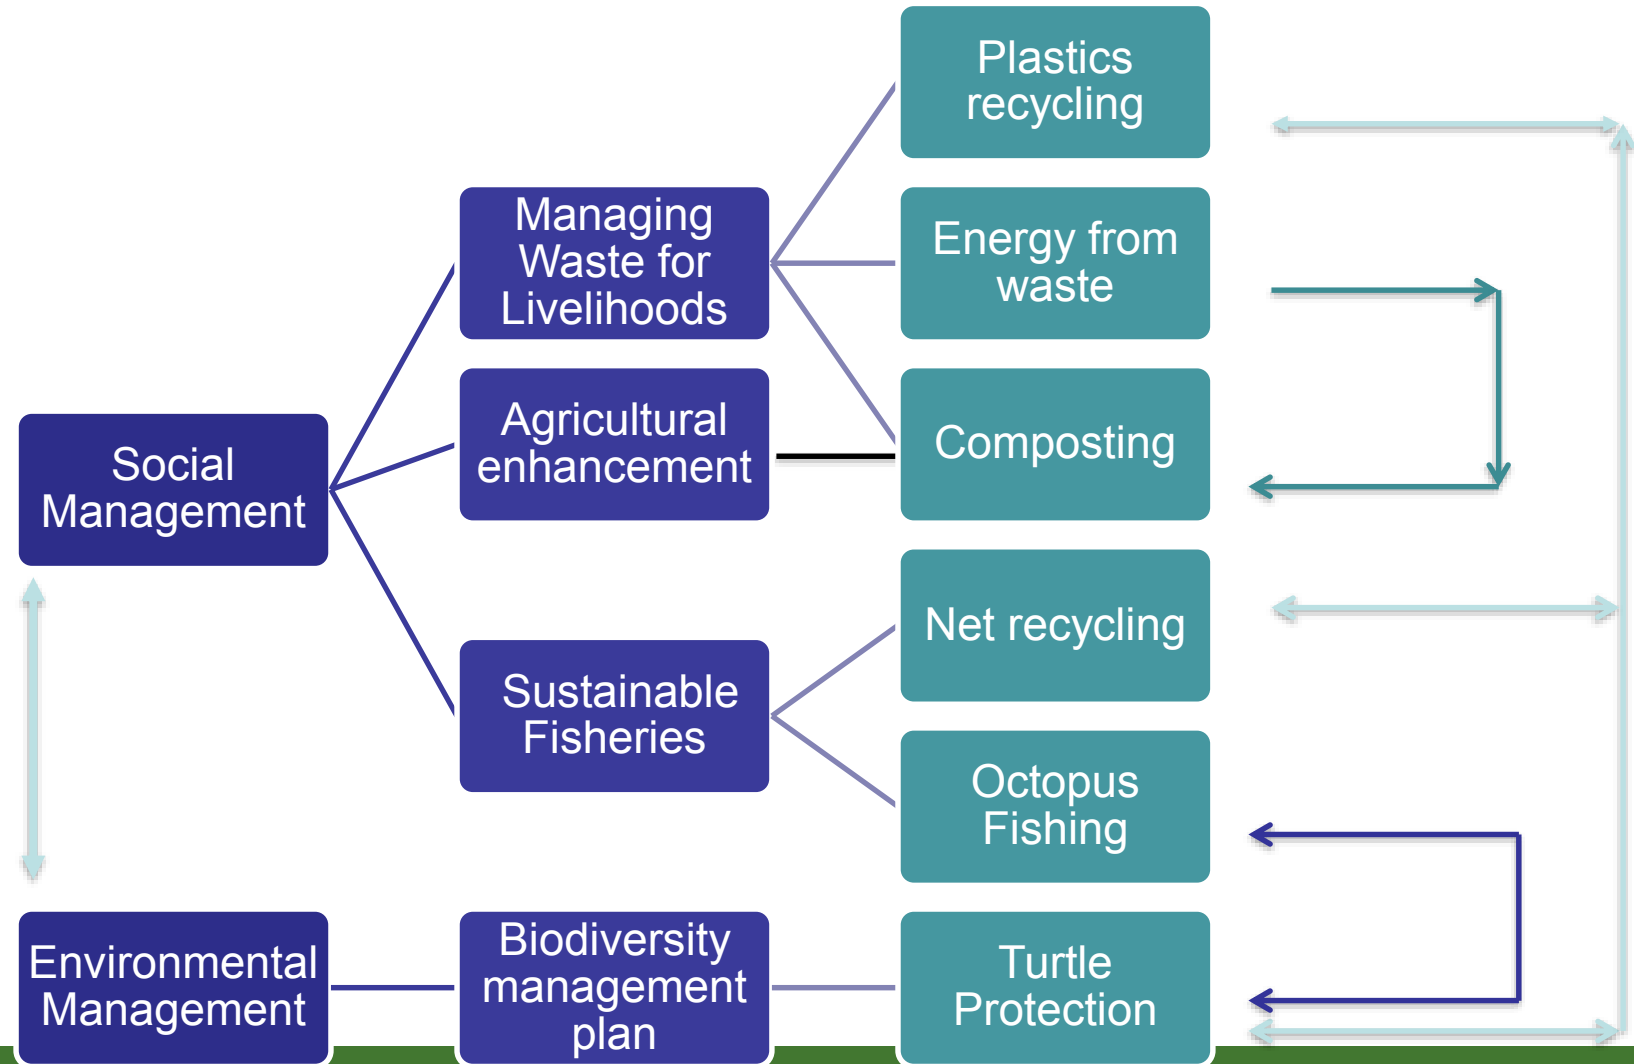 Plastics
recycling
Managing
Waste for
Livelihoods
Energy from
waste
Agricultural
enhancement
Composting
Social
Management
Net recycling
Sustainable
Fisheries
Octopus
Fishing
Environmental
Management
Biodiversity
management
plan
Turtle
Protection